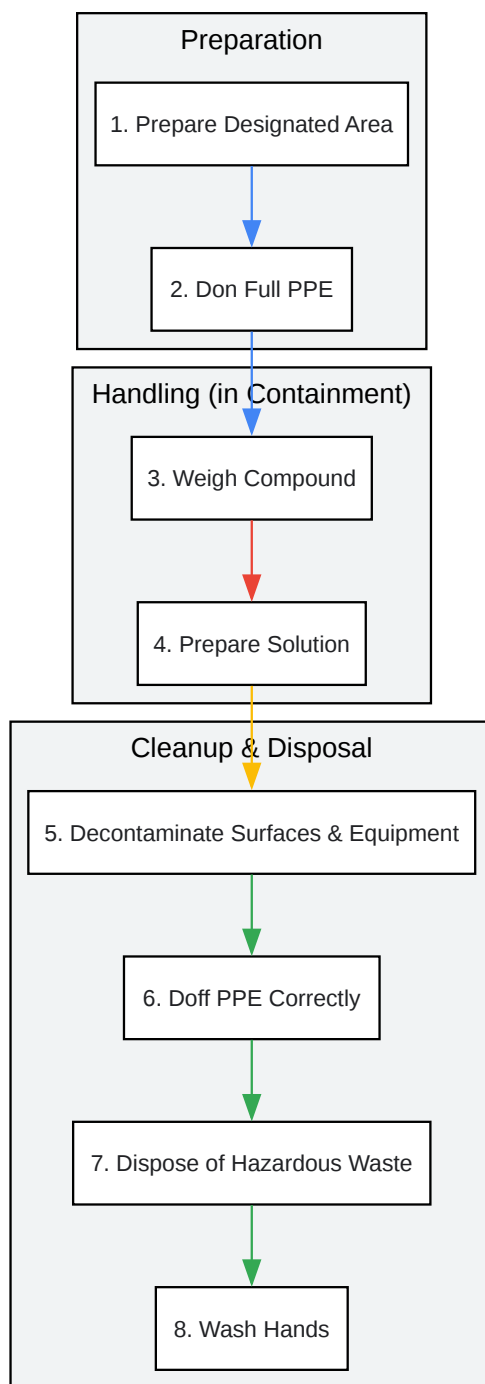 Preparation
1. Prepare Designated Area
2. Don Full PPE
Handling (in Containment)
3. Weigh Compound
4. Prepare Solution
Cleanup & Disposal
5. Decontaminate Surfaces & Equipment
6. Doff PPE Correctly
7. Dispose of Hazardous Waste
8. Wash Hands